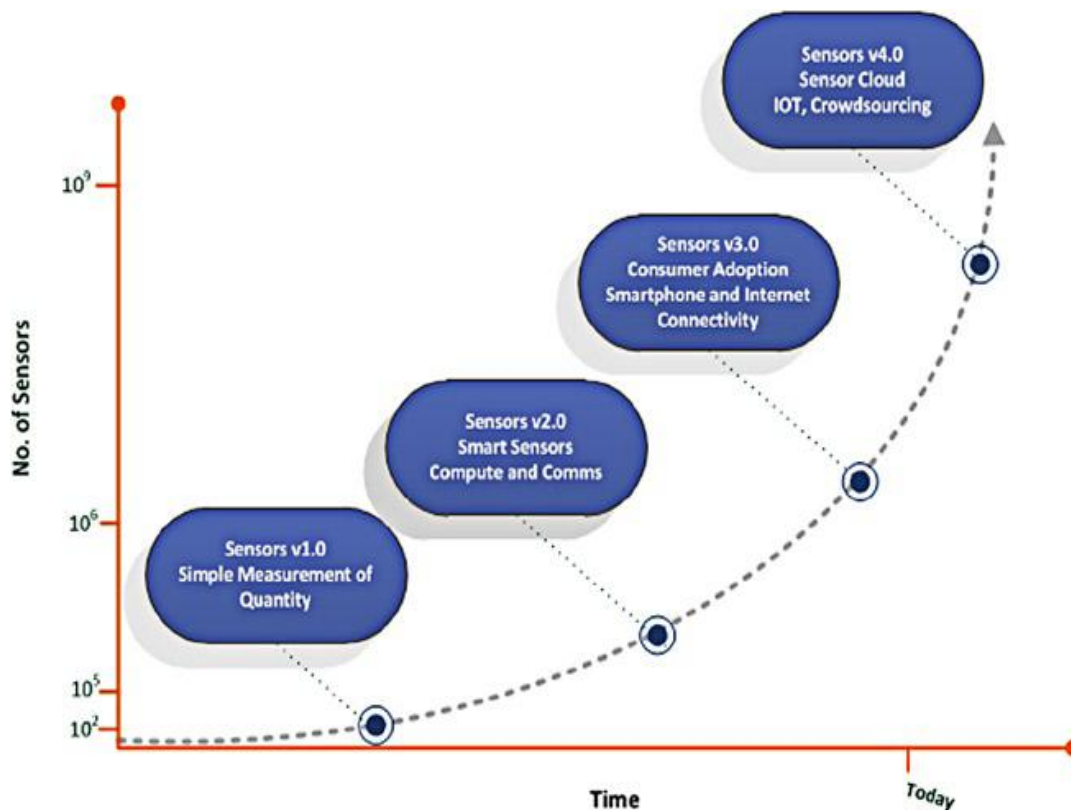 Sensors v4.0
Sensor Cloud
IOT, Crowdsourcing
10⁹
Sensors v3.0
Consumer Adoption
Smartphone and Internet
Connectivity
No. of Sensors
Sensors v2.0
Smart Sensors
Compute and Comms
10⁶
Sensors v1.0
Simple Measurement of
Quantity
10⁵
10²
Time
Today